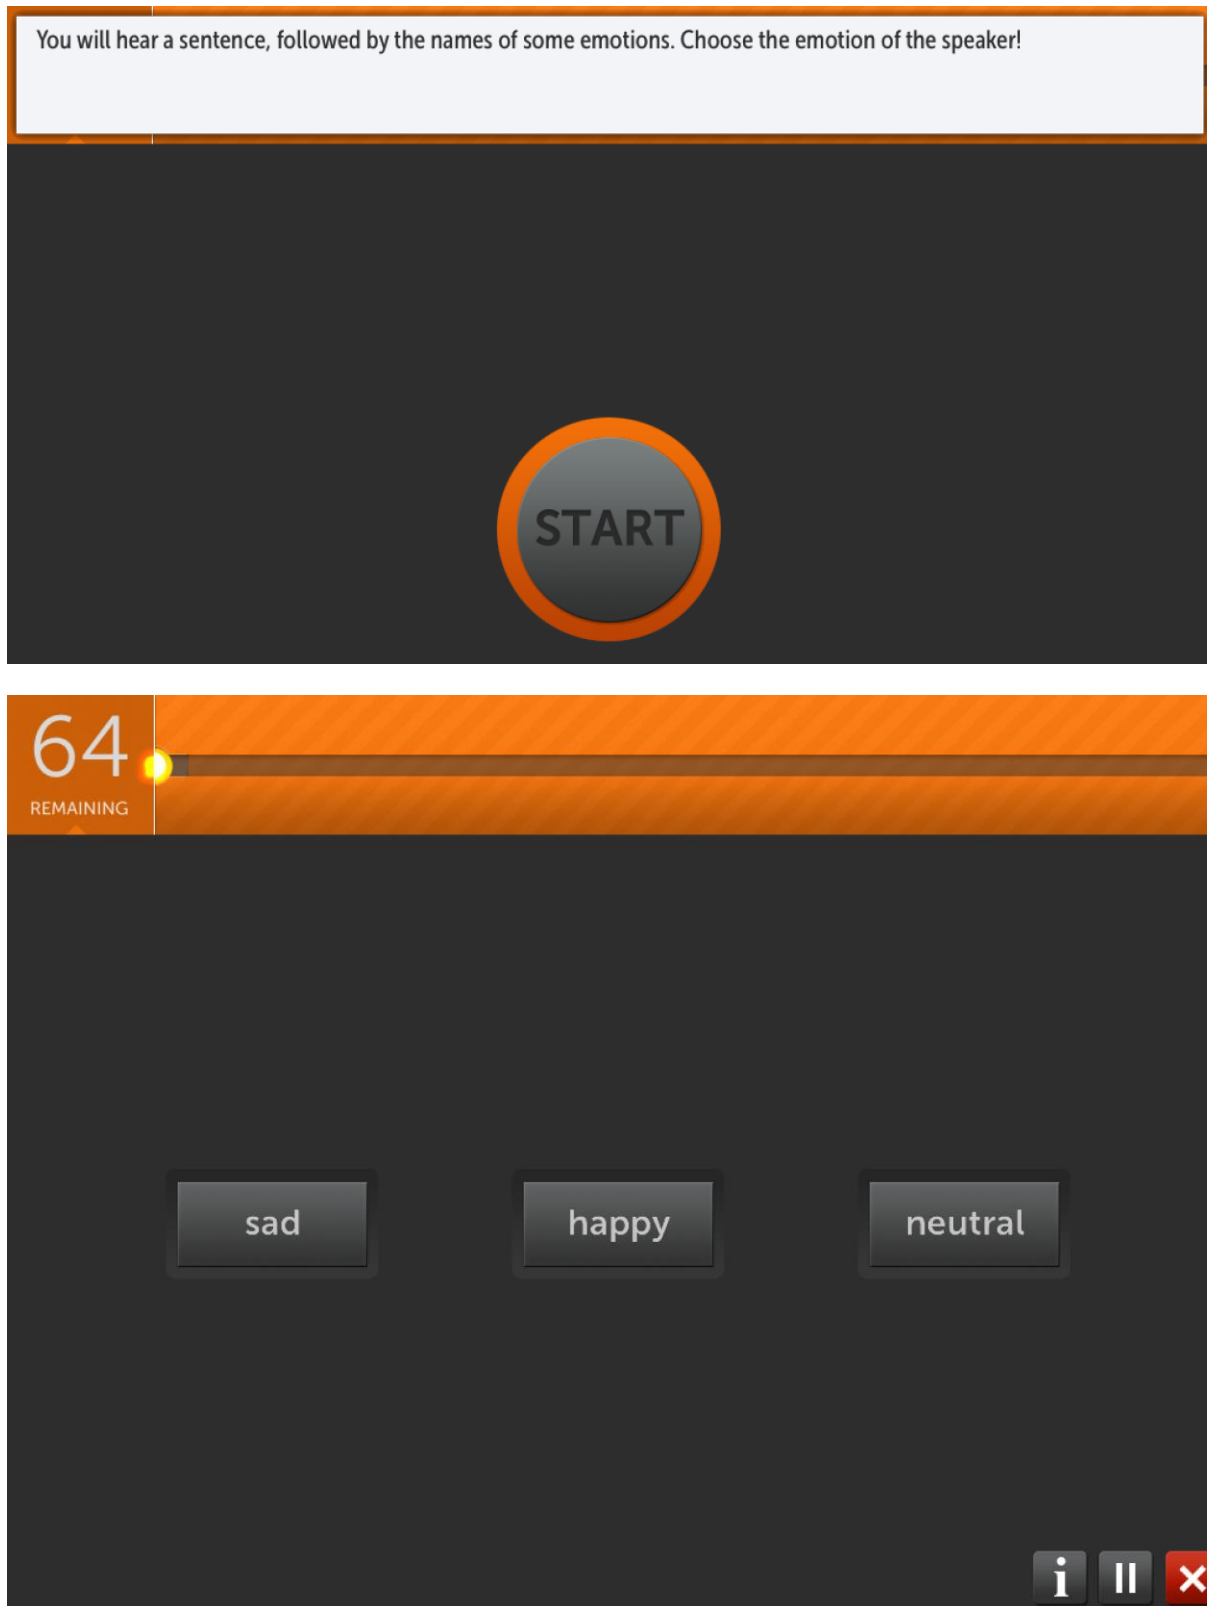 You will hear a sentence, followed by the names of some emotions. Choose the emotion of the speaker!
START
64
REMAINING
sad
happy
neutral
i